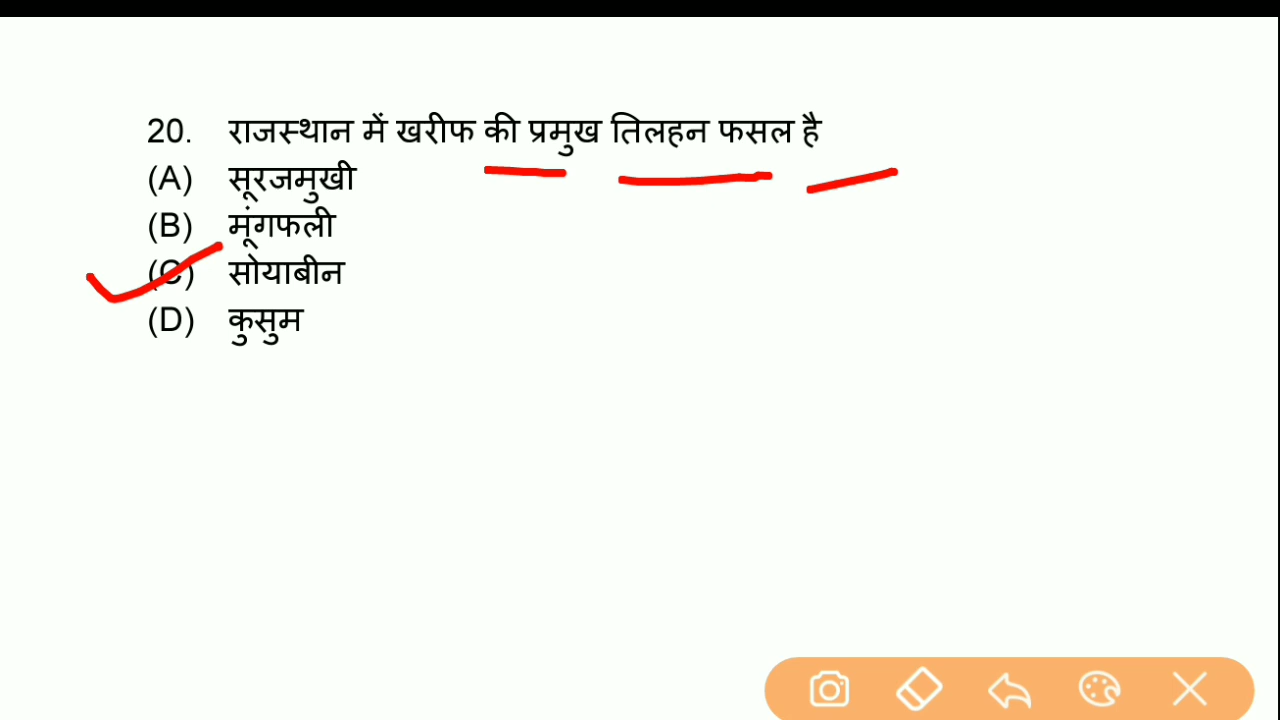 20. राजस्थान में खरीफ की प्रमुख तिलहन फसल है
(A) सूरजमुखी
(B) मूंगफली
(C) सोयाबीन
(D) कुसुम